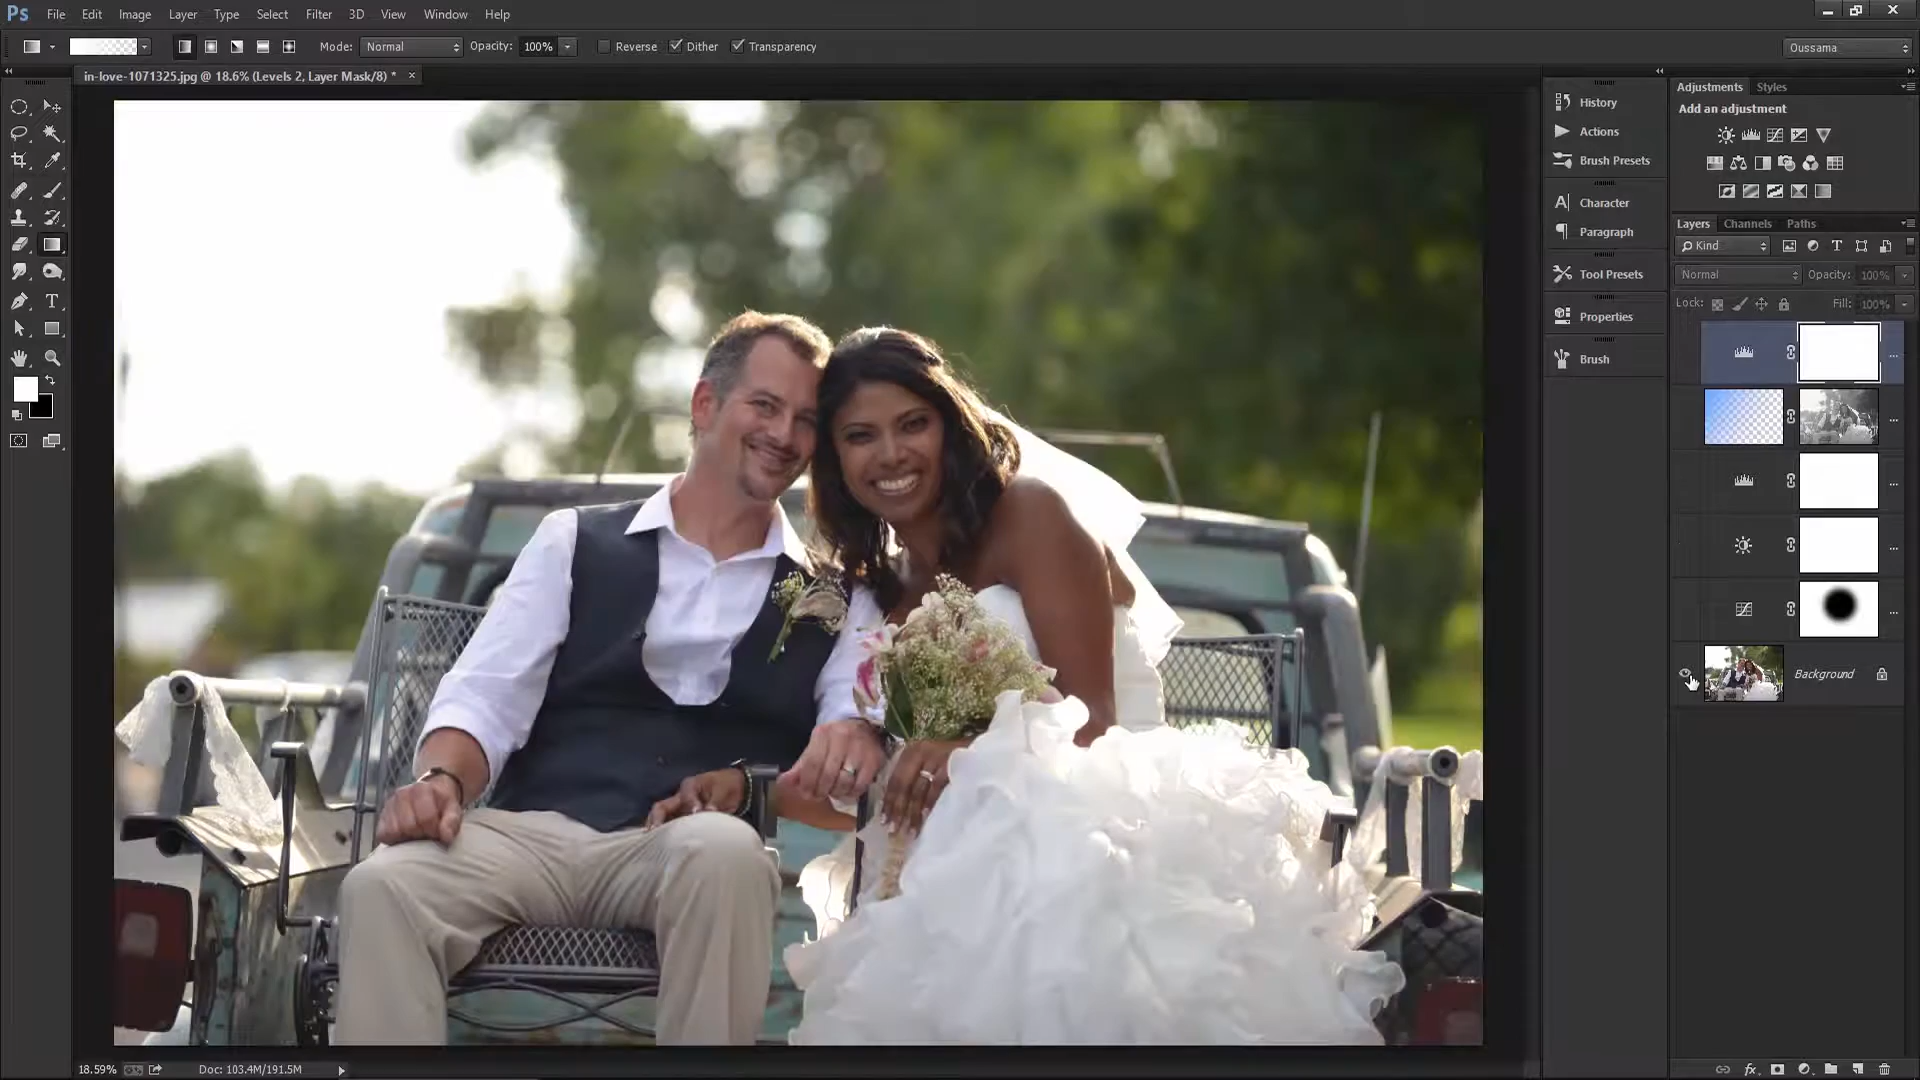 Ps File Edit Image Layer Type Select Filter 3D View Window Help
Mode: Normal Opacity: 100% Reverse Dither Transparency Oussama
in-love-1071325.jpg @ 18.6% (Levels 2, Layer Mask/8) *
History
Actions
Brush Presets
Character
Paragraph
Tool Presets
Properties
Brush
Adjustments Styles
Add an adjustment
Layers Channels Paths
Kind
Normal Opacity: 100%
Lock: Fill: 100%
Background
18.59% Doc: 103.4M/191.5M